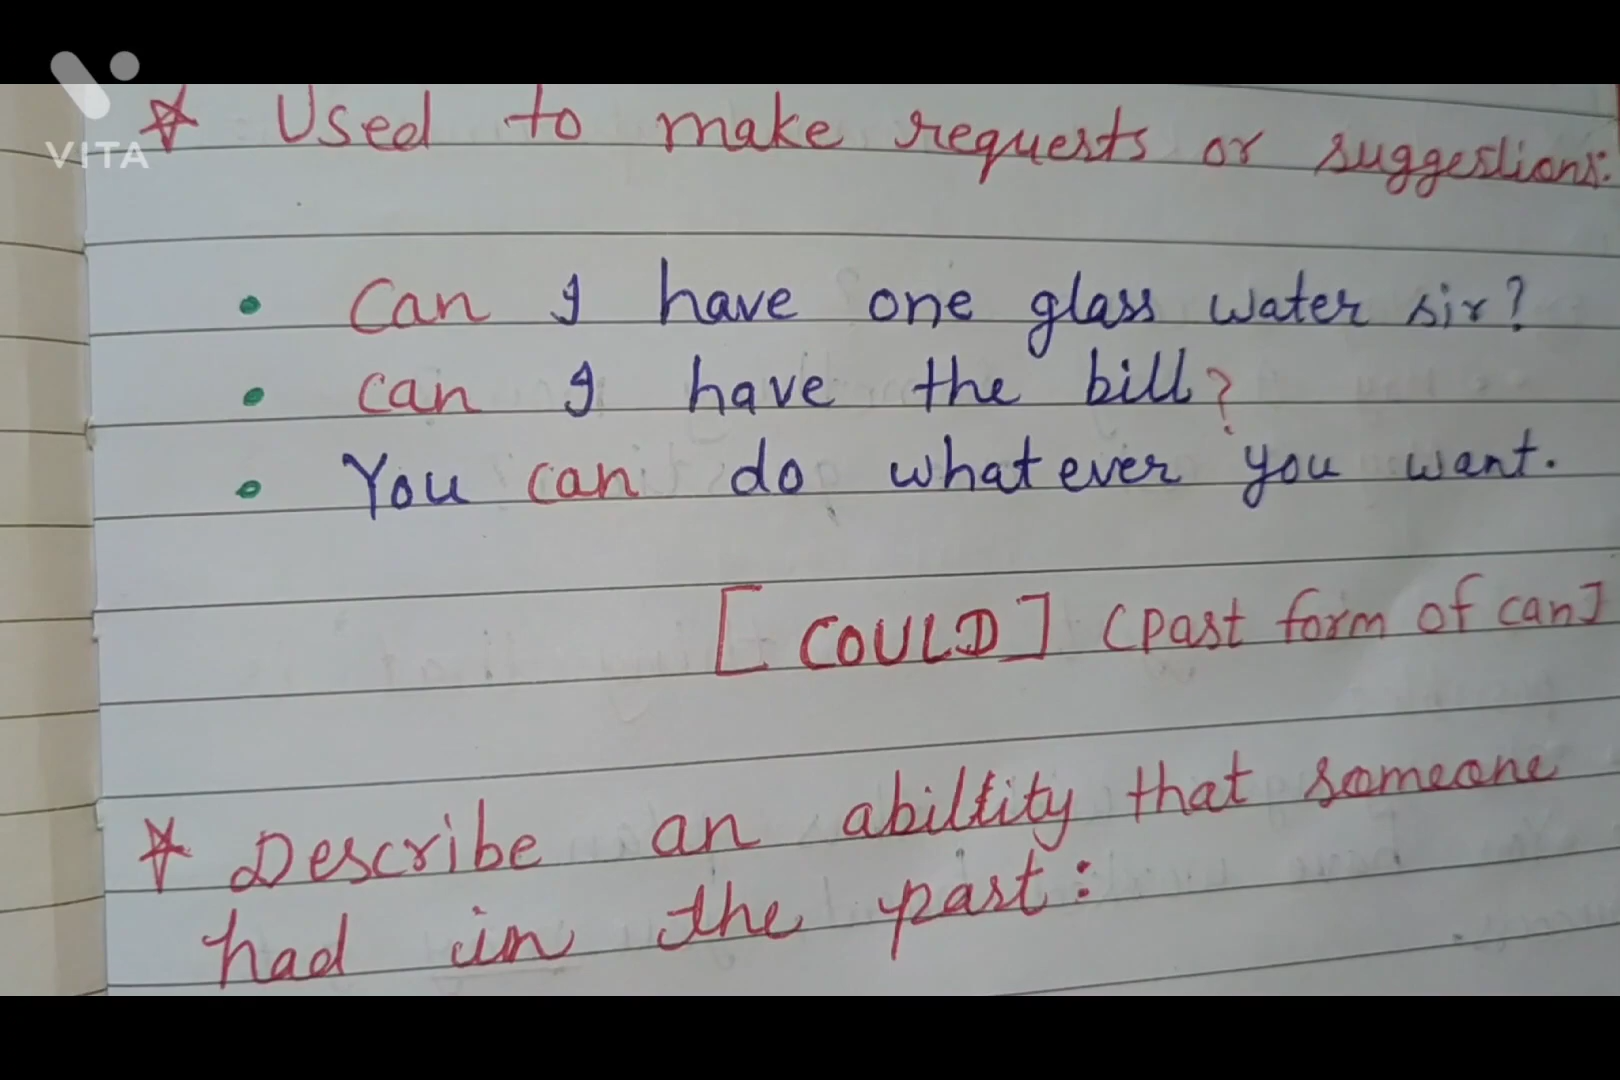 VITA
☆ Used to make requests or suggestions.
• Can I have one glass water sir?
• can I have the bill?
• You can do whatever you want.
[COULD] (Past form of can]
☆ Describe an abiltity that someone
had in the past: